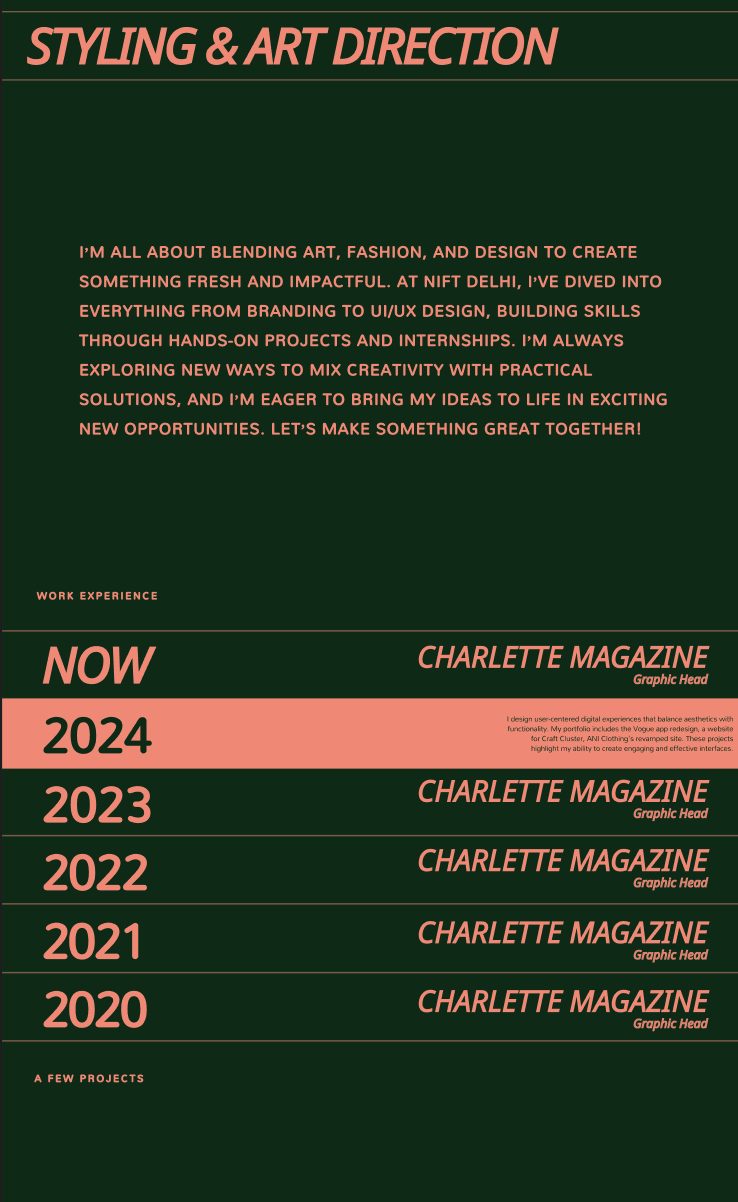 STYLING & ART DIRECTION
I'M ALL ABOUT BLENDING ART, FASHION, AND DESIGN TO CREATE
SOMETHING FRESH AND IMPACTFUL. AT NIFT DELHI, I'VE DIVED INTO
EVERYTHING FROM BRANDING TO UI/UX DESIGN, BUILDING SKILLS
THROUGH HANDS-ON PROJECTS AND INTERNSHIPS. I'M ALWAYS
EXPLORING NEW WAYS TO MIX CREATIVITY WITH PRACTICAL
SOLUTIONS, AND I'M EAGER TO BRING MY IDEAS TO LIFE IN EXCITING
NEW OPPORTUNITIES. LET'S MAKE SOMETHING GREAT TOGETHER!
WORK EXPERIENCE
NOW
CHARLETTE MAGAZINE
Graphic Head
2024
I design user-centered digital experiences that balance aesthetics with
functionality. My portfolio includes the Vogue app redesign, a website
for Craft Cluster, ANI Clothing's revamped site. These projects
highlight my ability to create engaging and effective interfaces.
2023
CHARLETTE MAGAZINE
Graphic Head
2022
CHARLETTE MAGAZINE
Graphic Head
2021
CHARLETTE MAGAZINE
Graphic Head
2020
CHARLETTE MAGAZINE
Graphic Head
A FEW PROJECTS